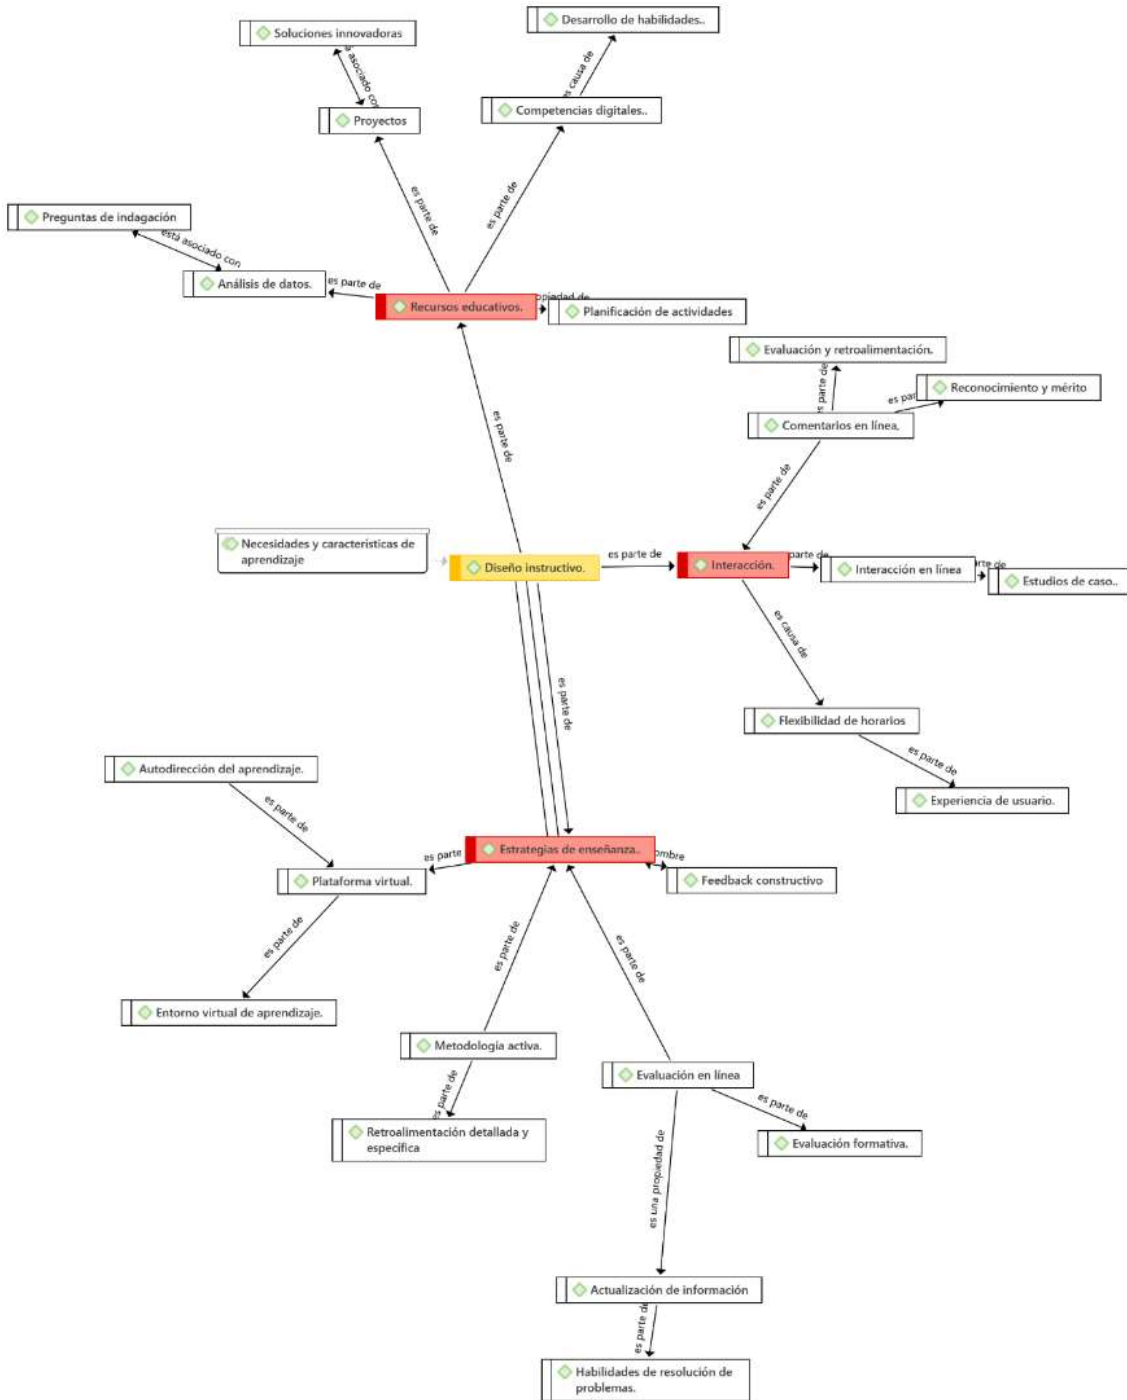 Desarrollo de habilidades..
Soluciones innovadoras
asociado con
es causa de
Competencias digitales..
Proyectos
es parte de
es parte de
Preguntas de indagación
está asociado con
Análisis de datos.
es parte de
Recursos educativos.
Planificación de actividades
Evaluación y retroalimentación.
es parte de
Reconocimiento y mérito
es
Comentarios en línea,
es parte de
es parte de
Necesidades y características de
aprendizaje
Diseño instructivo.
es parte de
Interacción.
parte de
Interacción en línea
parte de
Estudios de caso..
es causa de
es parte de
Flexibilidad de horarios
es parte de
Experiencia de usuario.
Autodirección del aprendizaje.
es parte de
Estrategias de enseñanza..
es parte
Plataforma virtual.
Feedback constructivo
es parte de
es parte de
es parte de
Entorno virtual de aprendizaje.
Metodología activa.
Evaluación en línea
es parte de
es parte de
Retroalimentación detallada y
específica
Evaluación formativa.
es una propiedad de
Actualización de información
es parte de
Habilidades de resolución de
problemas.